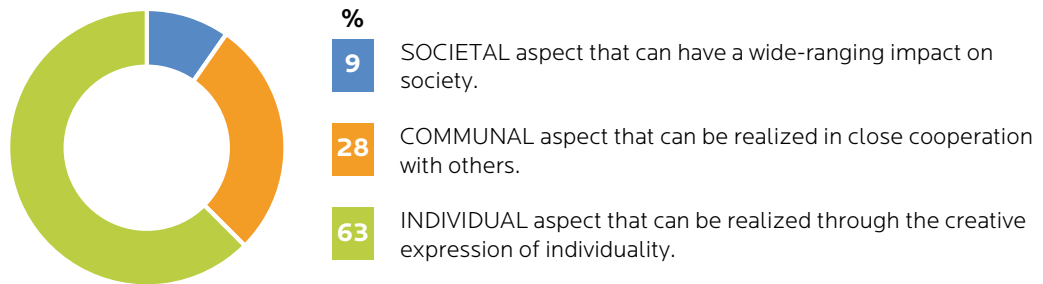 %
9
SOCIETAL aspect that can have a wide-ranging impact on
society.
28
COMMUNAL aspect that can be realized in close cooperation
with others.
63
INDIVIDUAL aspect that can be realized through the creative
expression of individuality.